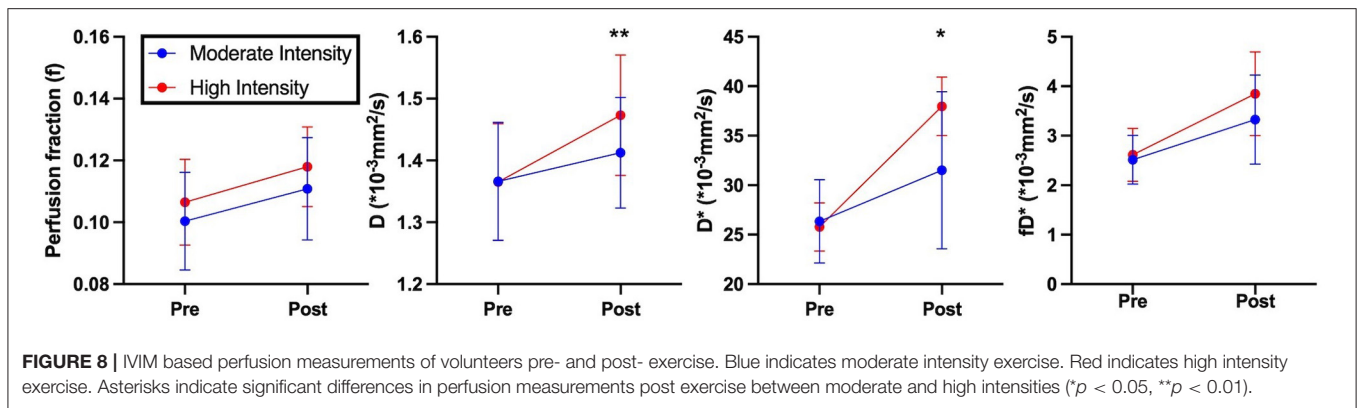 Perfusion fraction (f)
0.16
0.14
0.12
0.10
0.08
Moderate Intensity
High Intensity
Pre Post
D (*10⁻³mm²/s)
1.6
1.5
1.4
1.3
1.2
**
Pre Post
D* (*10⁻³mm²/s)
45
40
35
30
25
20
*
Pre Post
fD* (*10⁻³mm²/s)
5
4
3
2
1
0
Pre Post
FIGURE 8 | IVIM based perfusion measurements of volunteers pre- and post- exercise. Blue indicates moderate intensity exercise. Red indicates high intensity
exercise. Asterisks indicate significant differences in perfusion measurements post exercise between moderate and high intensities (*p < 0.05, **p < 0.01).